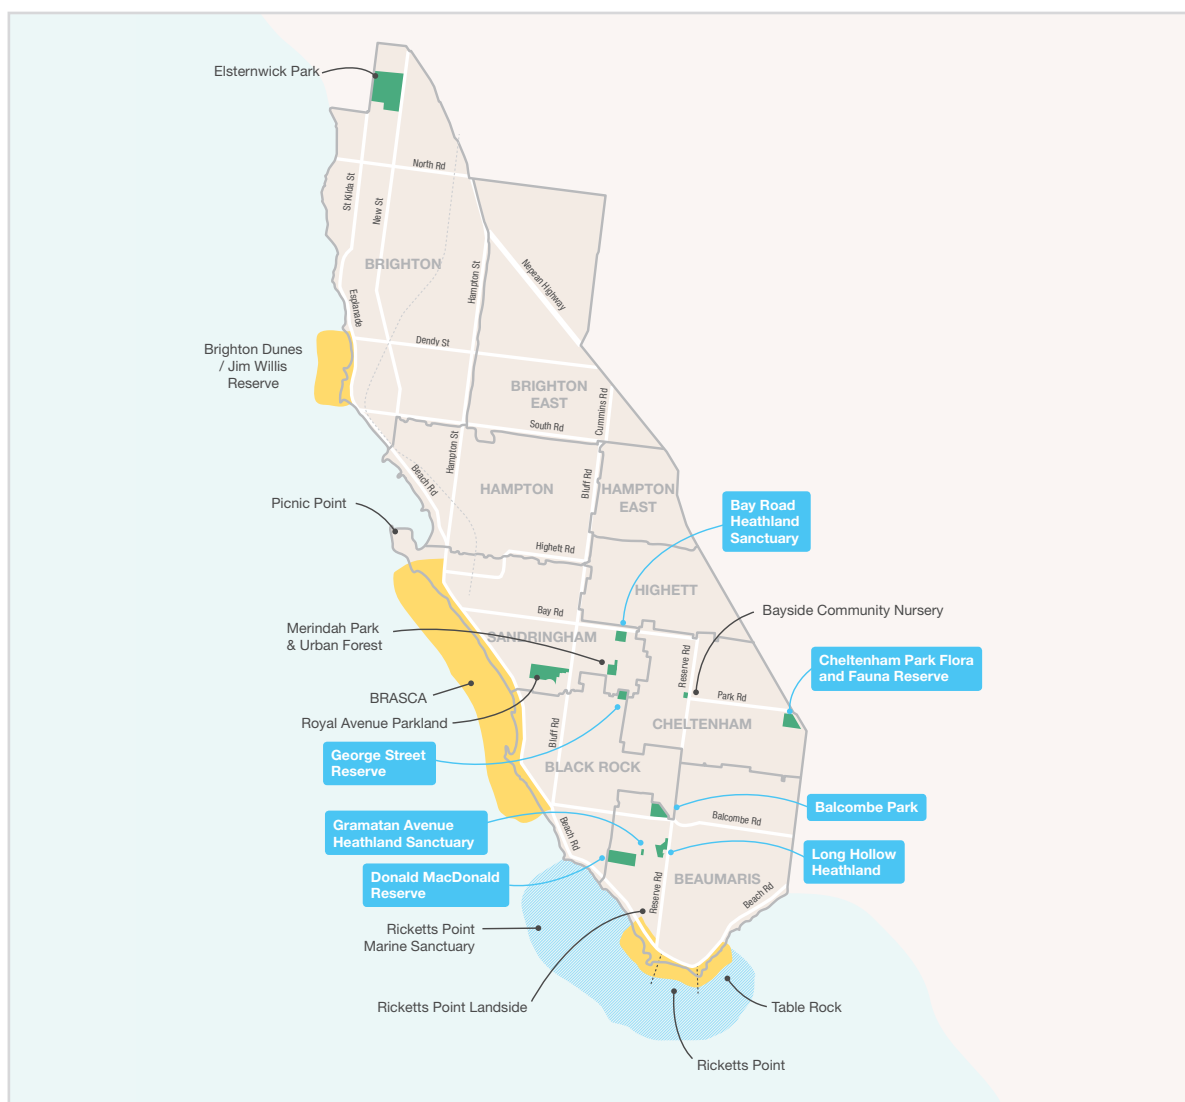 Elsternwick Park
North Rd
St Kilda St
New St
BRIGHTON
Hampton St
Nepean Highway
Esplanade
Dendy St
Brighton Dunes
/ Jim Willis
Reserve
BRIGHTON
EAST
Cummins Rd
South Rd
Hampton St
Beach Rd
Bluff Rd
HAMPTON
HAMPTON
EAST
Picnic Point
Bay Road
Heathland
Sanctuary
Highett Rd
HIGHETT
Bay Rd
Bayside Community Nursery
Merindah Park
& Urban Forest
SANDRINGHAM
Reserve Rd
Cheltenham Park Flora
and Fauna Reserve
BRASCA
Park Rd
Royal Avenue Parkland
CHELTENHAM
Bluff Rd
George Street
Reserve
BLACK ROCK
Balcombe Park
Gramatan Avenue
Heathland Sanctuary
Beach Rd
Balcombe Rd
Long Hollow
Heathland
Donald MacDonald
Reserve
BEAUMARIS
Reserve Rd
Beach Rd
Ricketts Point
Marine Sanctuary
Ricketts Point Landside
Table Rock
Ricketts Point